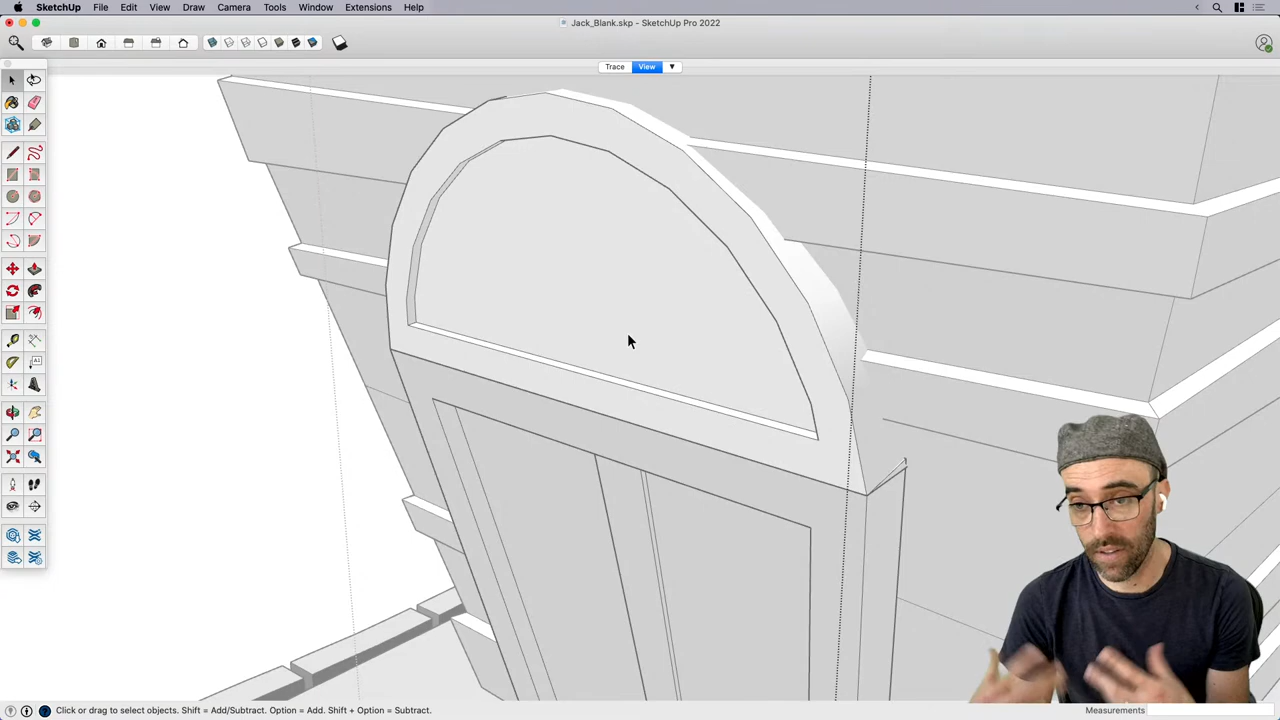 SketchUp File Edit View Draw Camera Tools Window Extensions Help
Jack_Blank.skp - SketchUp Pro 2022
Trace View ▼
A1
Click or drag to select objects. Shift = Add/Subtract. Option = Add. Shift + Option = Subtract.
Measurements